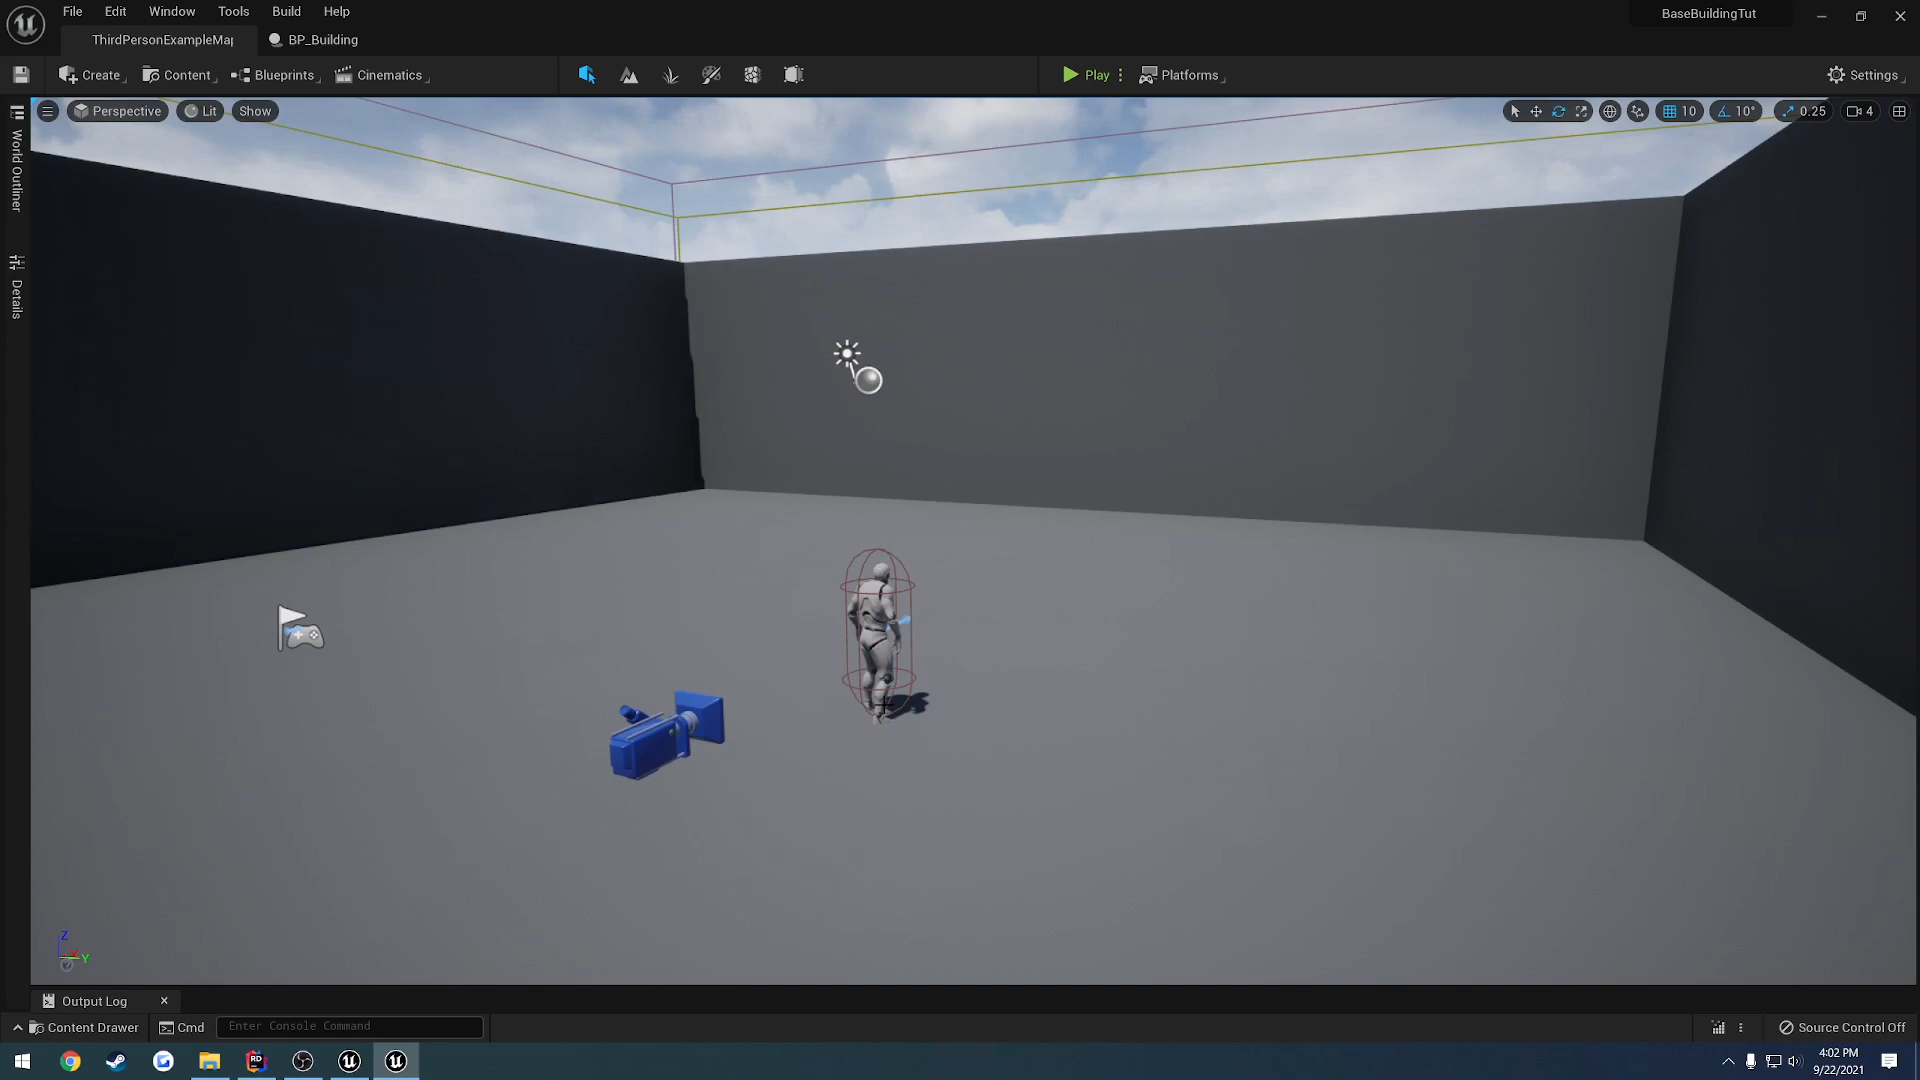 File Edit Window Tools Build Help
BaseBuildingTut
ThirdPersonExampleMap
BP_Building
Create Content Blueprints Cinematics
Play Platforms
Settings
Perspective Lit Show
10 10° 0.25 4
World Outliner
Details
Z
X Y
Output Log
Content Drawer Cmd Enter Console Command
Source Control Off
RD
4:02 PM
9/22/2021